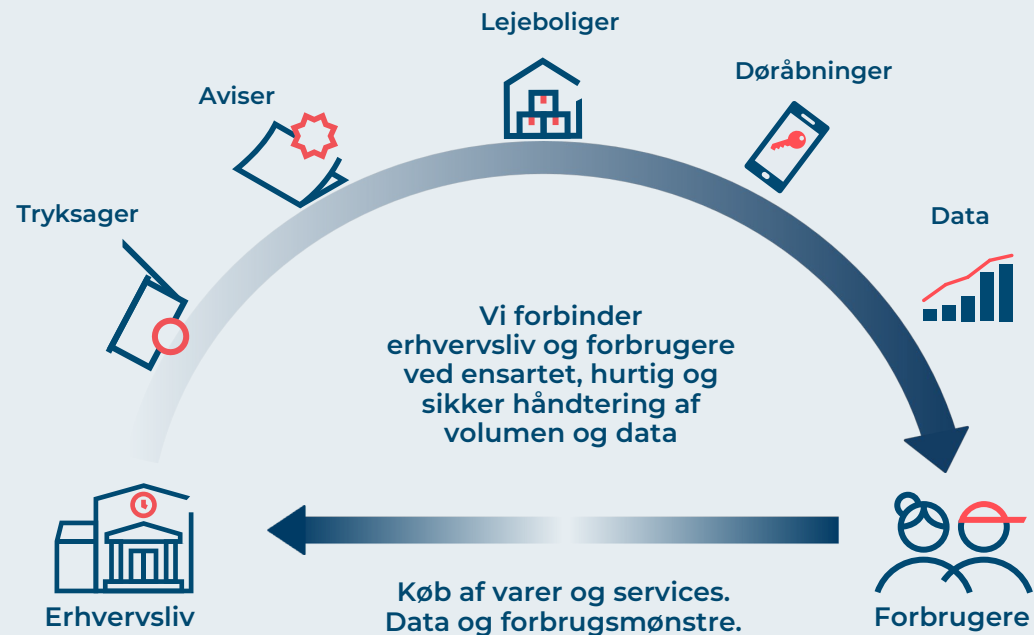 Lejeboliger
Døråbninger
Aviser
Tryksager
Data
Vi forbinder
erhvervsliv og forbrugere
ved ensartet, hurtig og
sikker håndtering af
volumen og data
Erhvervsliv
Køb af varer og services.
Data og forbrugsmønstre.
Forbrugere